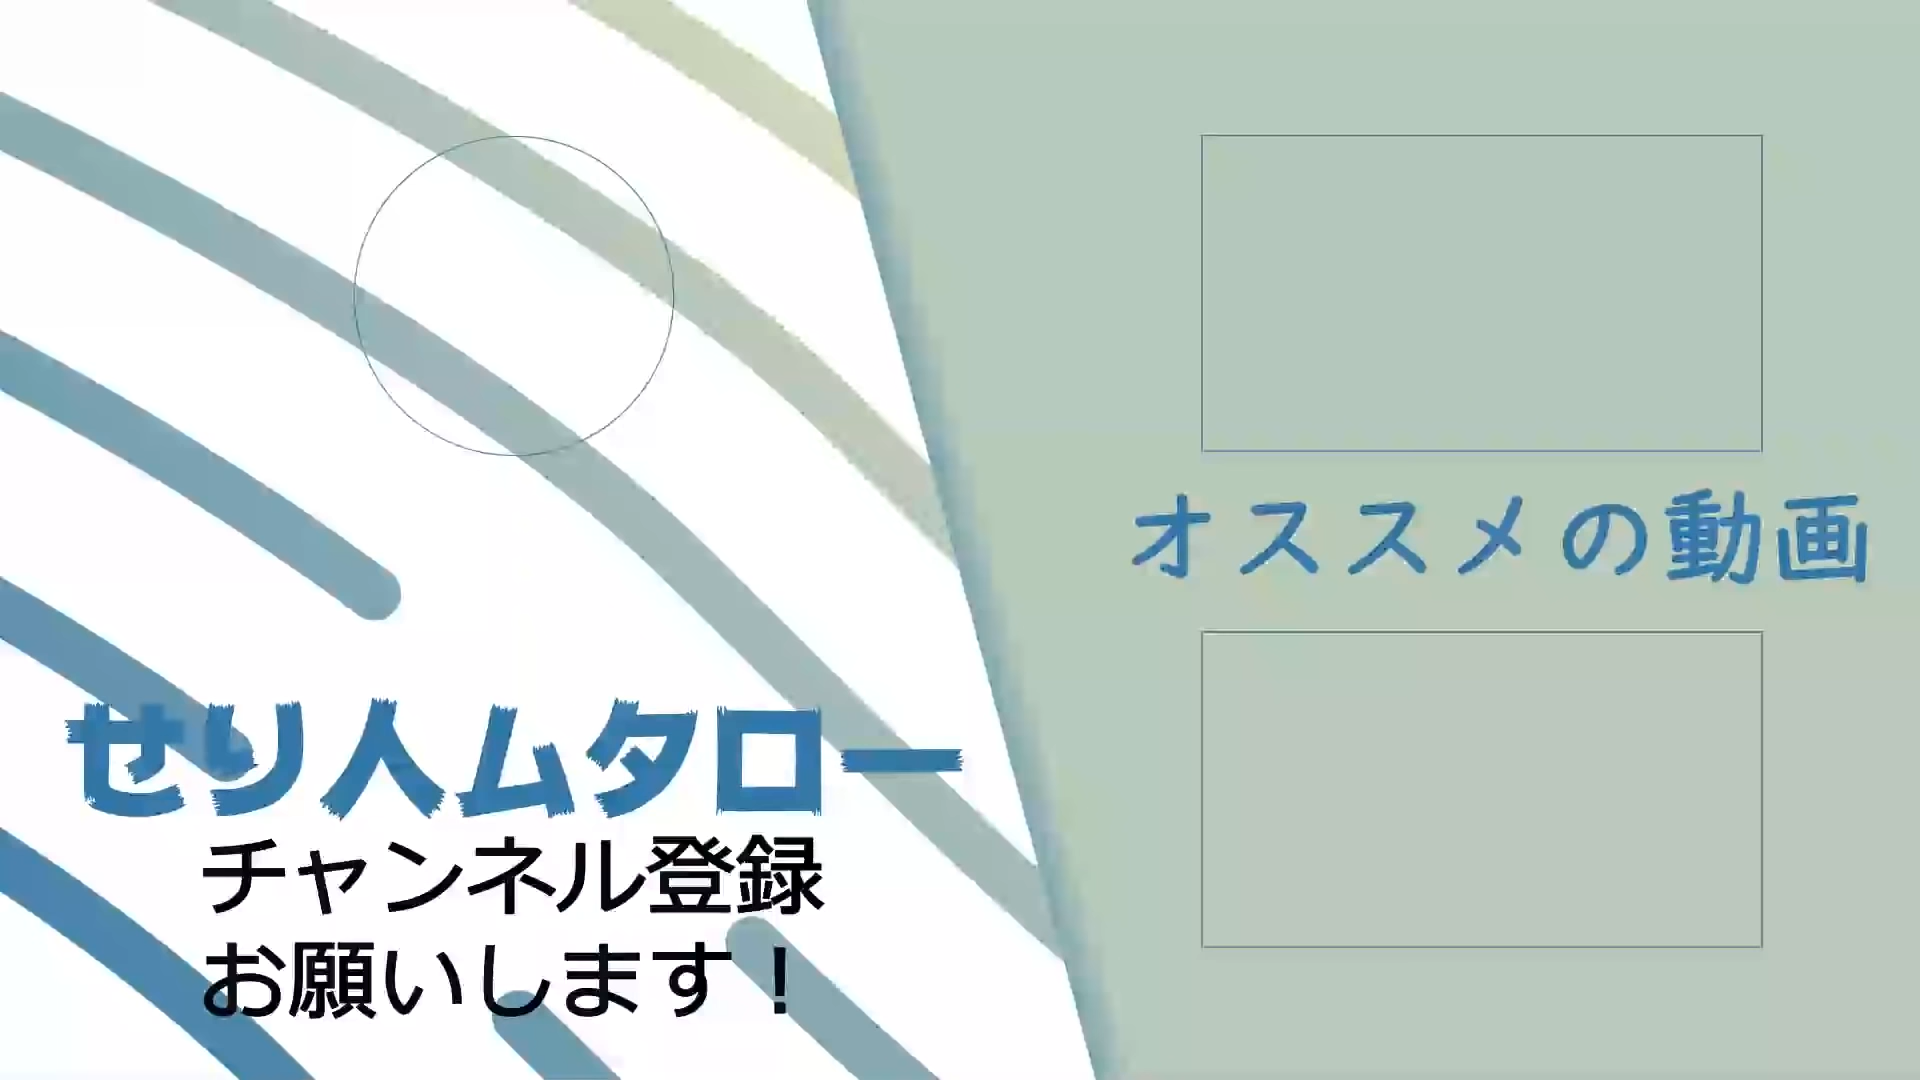 せり人ムタロー
チャンネル登録
お願いします！
オススメの動画